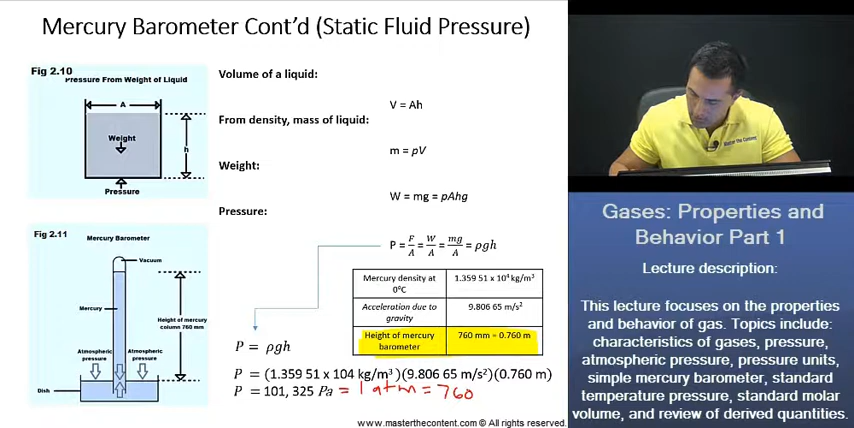 Mercury Barometer Cont'd (Static Fluid Pressure)
Fig 2.10
Pressure From Weight of Liquid
A
Weight
h
Pressure
Volume of a liquid:
V = Ah
From density, mass of liquid:
m = ρV
Weight:
W = mg = ρAhg
Pressure:
P = F/A = W/A = mg/A = ρgh
Fig 2.11
Mercury Barometer
Vacuum
Mercury
Height of mercury
column 760 mm
Atmospheric
pressure
Atmospheric
pressure
Dish
Mercury density at
0°C
1.359 51 x 10⁴ kg/m³
Acceleration due to
gravity
9.806 65 m/s²
Height of mercury
barometer
760 mm = 0.760 m
P = ρgh
P = (1.359 51 x 104 kg/m³)(9.806 65 m/s²)(0.760 m)
P = 101, 325 Pa = 1 atm = 760
www.masterthecontent.com © All rights reserved.
Master The Content
Gases: Properties and
Behavior Part 1
Lecture description:
This lecture focuses on the properties
and behavior of gas. Topics include:
characteristics of gases, pressure,
atmospheric pressure, pressure units,
simple mercury barometer, standard
temperature pressure, standard molar
volume, and review of derived quantities.